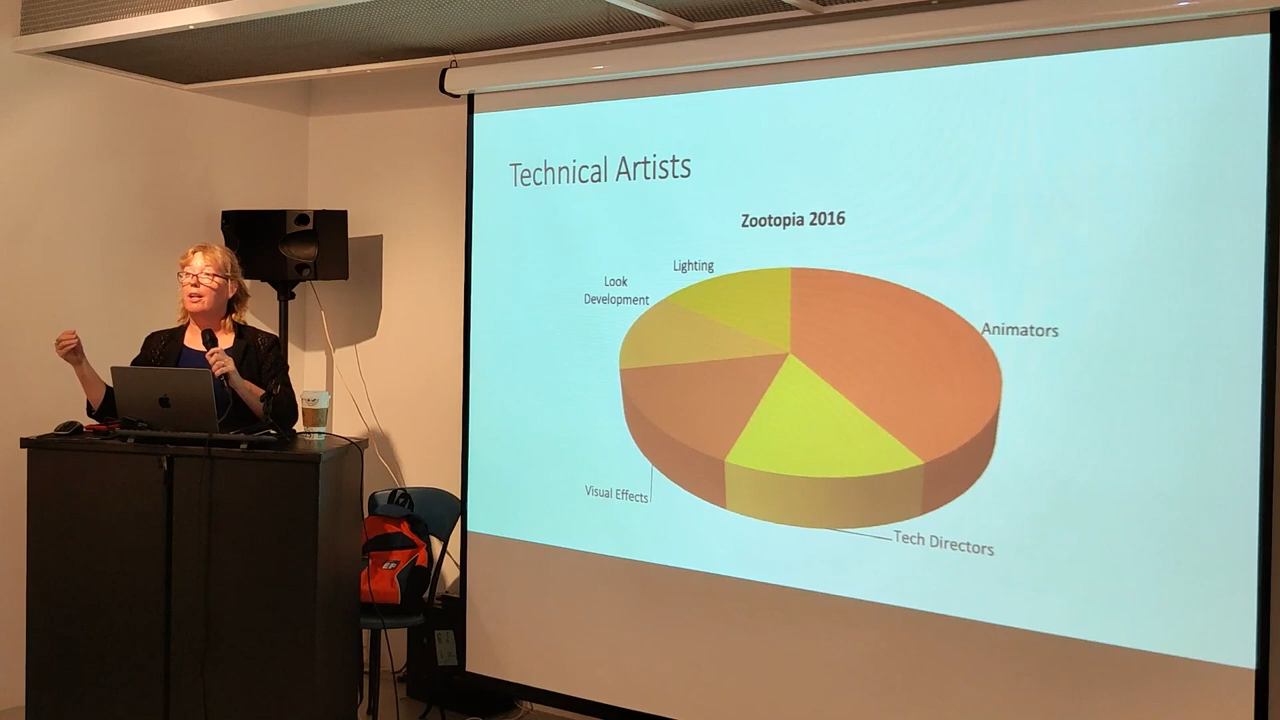 Technical Artists
Zootopia 2016
Lighting
Look
Development
Animators
Visual Effects
Tech Directors